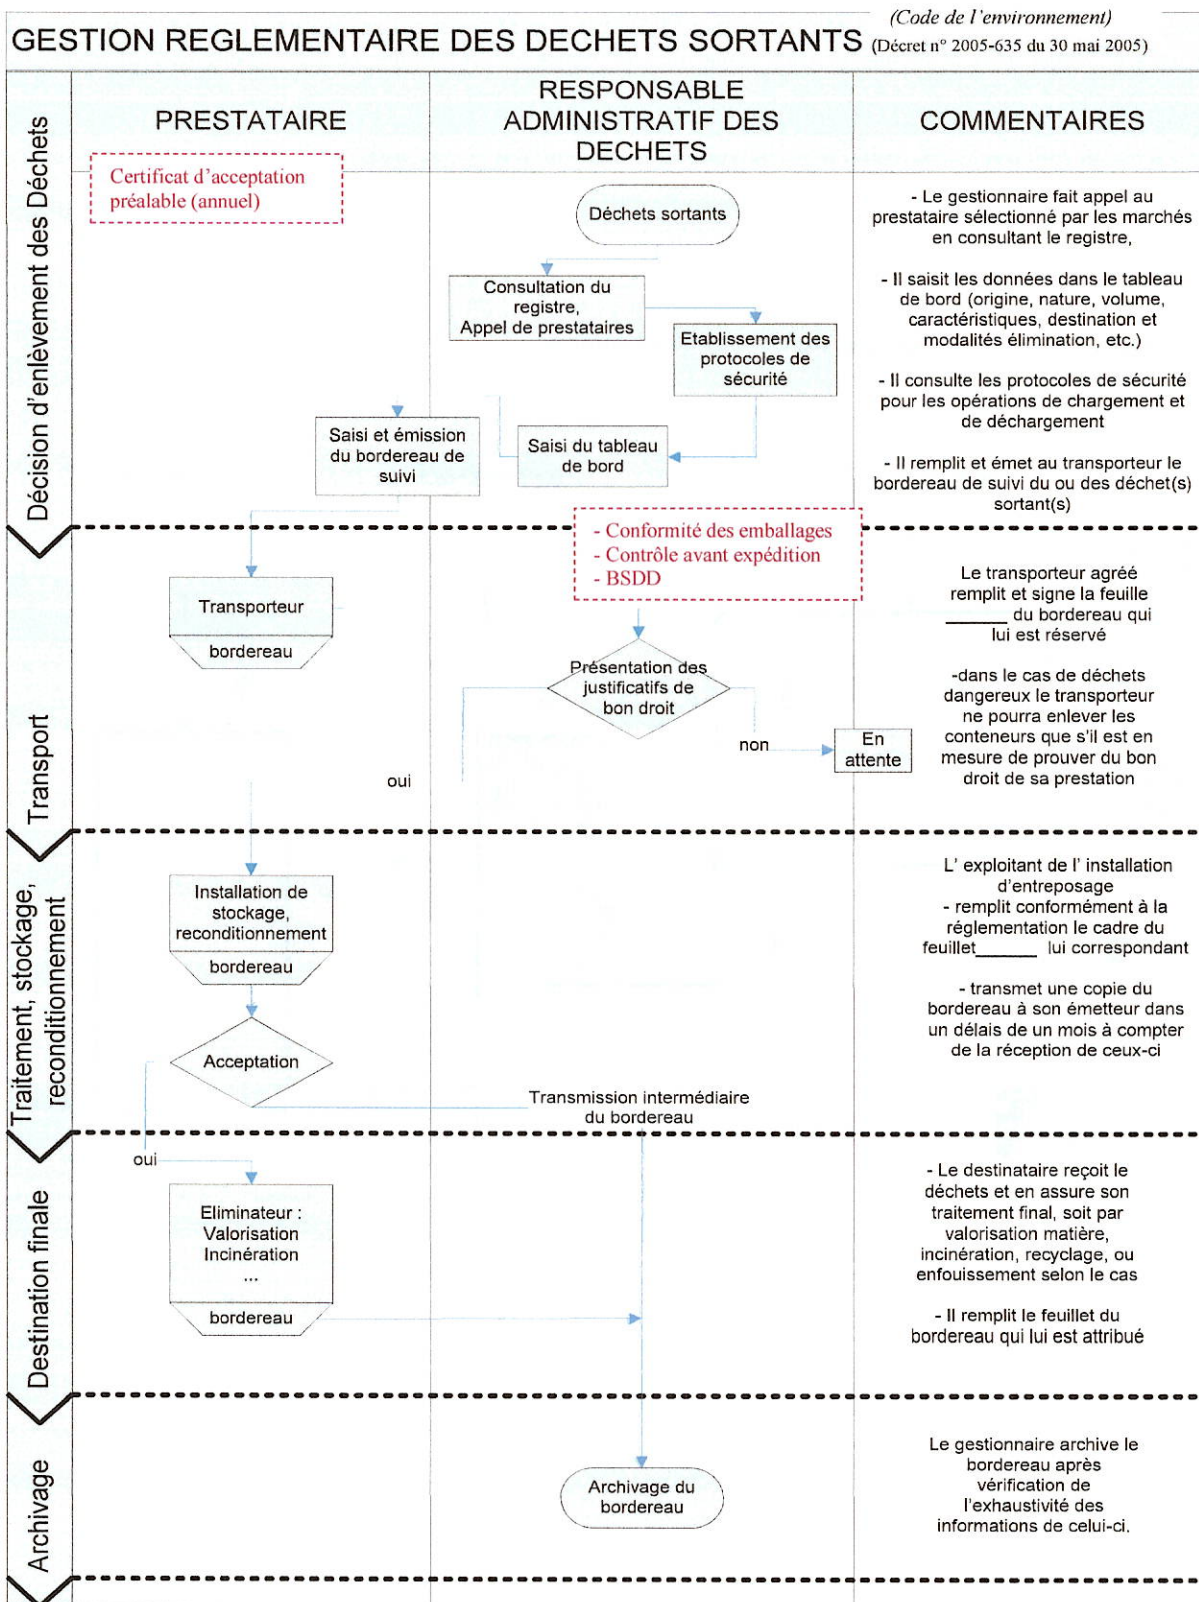 (Code de l'environnement)
GESTION REGLEMENTAIRE DES DECHETS SORTANTS (Décret n° 2005-635 du 30 mai 2005)
PRESTATAIRE
RESPONSABLE
ADMINISTRATIF DES
DECHETS
COMMENTAIRES
Décision d'enlèvement des Déchets
Certificat d'acceptation
préalable (annuel)
Déchets sortants
Consultation du
registre,
Appel de prestataires
Etablissement des
protocoles de
sécurité
Saisi et émission
du bordereau de
suivi
Saisi du tableau
de bord
- Le gestionnaire fait appel au
prestataire sélectionné par les marchés
en consultant le registre,
- Il saisit les données dans le tableau
de bord (origine, nature, volume,
caractéristiques, destination et
modalités élimination, etc.)
- Il consulte les protocoles de sécurité
pour les opérations de chargement et
de déchargement
- Il remplit et émet au transporteur le
bordereau de suivi du ou des déchet(s)
sortant(s)
Transport
- Conformité des emballages
- Contrôle avant expédition
- BSDD
Transporteur
bordereau
Présentation des
justificatifs de
bon droit
non
En
attente
oui
Le transporteur agréé
remplit et signe la feuille
______ du bordereau qui
lui est réservé
-dans le cas de déchets
dangereux le transporteur
ne pourra enlever les
conteneurs que s'il est en
mesure de prouver du bon
droit de sa prestation
Traitement, stockage,
reconditionnement
Installation de
stockage,
reconditionnement
bordereau
Acceptation
Transmission intermédiaire
du bordereau
L' exploitant de l' installation
d'entreposage
- remplit conformément à la
réglementation le cadre du
feuillet______ lui correspondant
- transmet une copie du
bordereau à son émetteur dans
un délais de un mois à compter
de la réception de ceux-ci
Destination finale
oui
Eliminateur :
Valorisation
Incinération
...
bordereau
- Le destinataire reçoit le
déchets et en assure son
traitement final, soit par
valorisation matière,
incinération, recyclage, ou
enfouissement selon le cas
- Il remplit le feuillet du
bordereau qui lui est attribué
Archivage
Archivage du
bordereau
Le gestionnaire archive le
bordereau après
vérification de
l'exhaustivité des
informations de celui-ci.